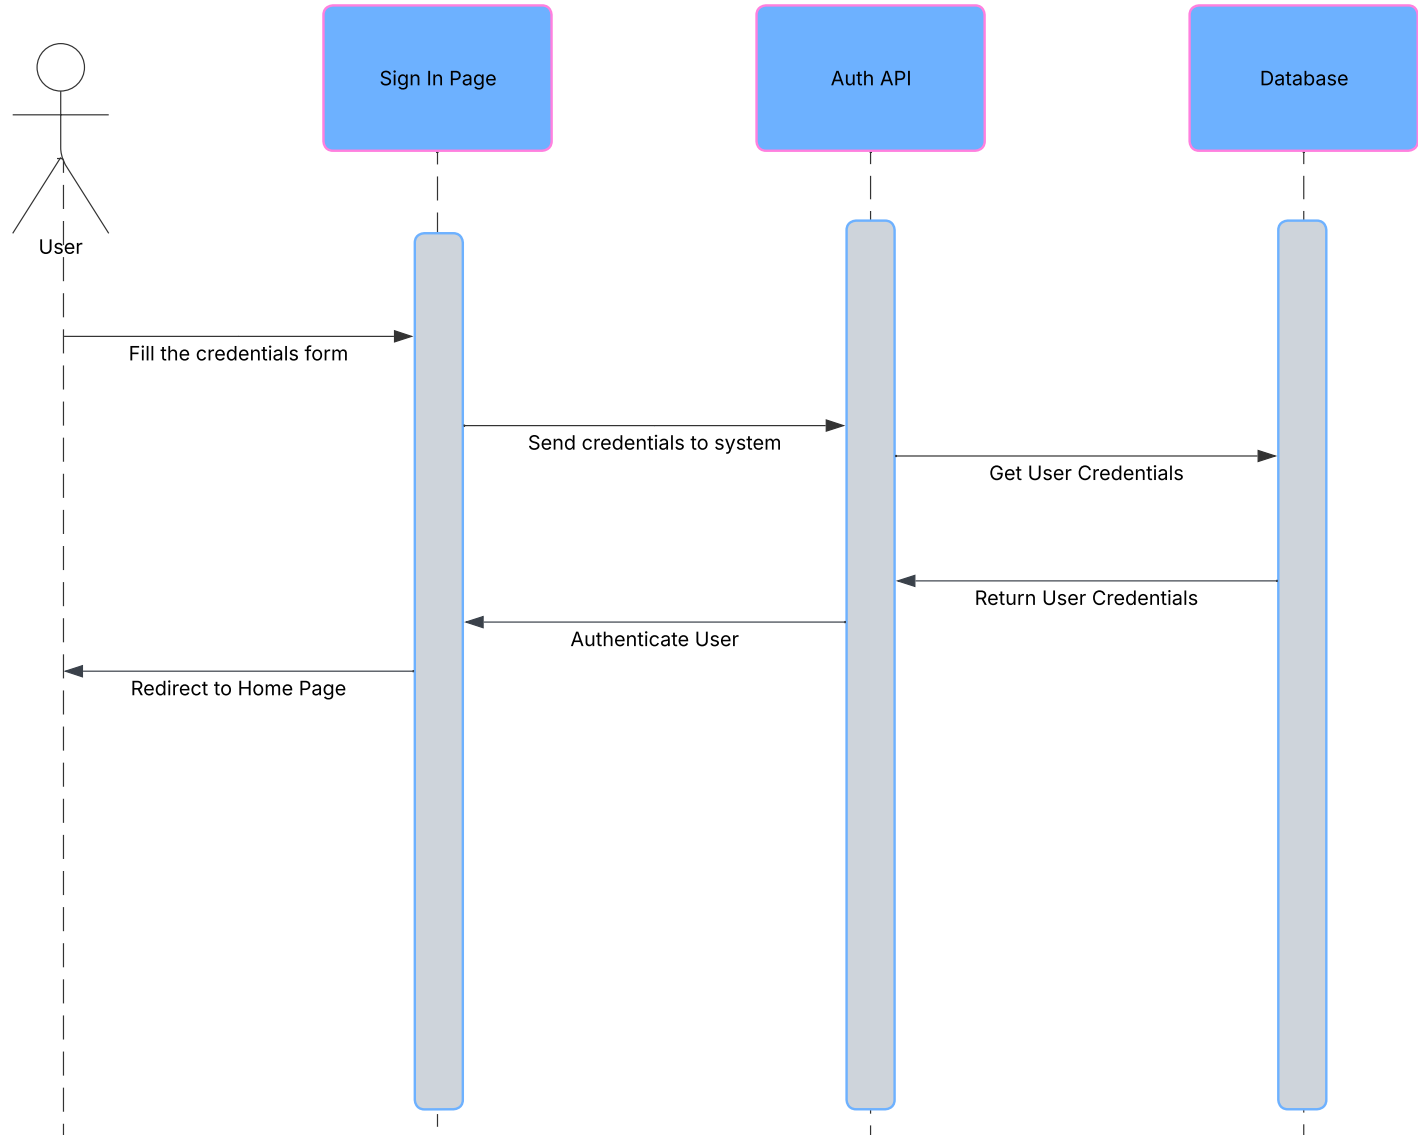 Sign In Page
Auth API
Database
User
Fill the credentials form
Send credentials to system
Get User Credentials
Return User Credentials
Authenticate User
Redirect to Home Page